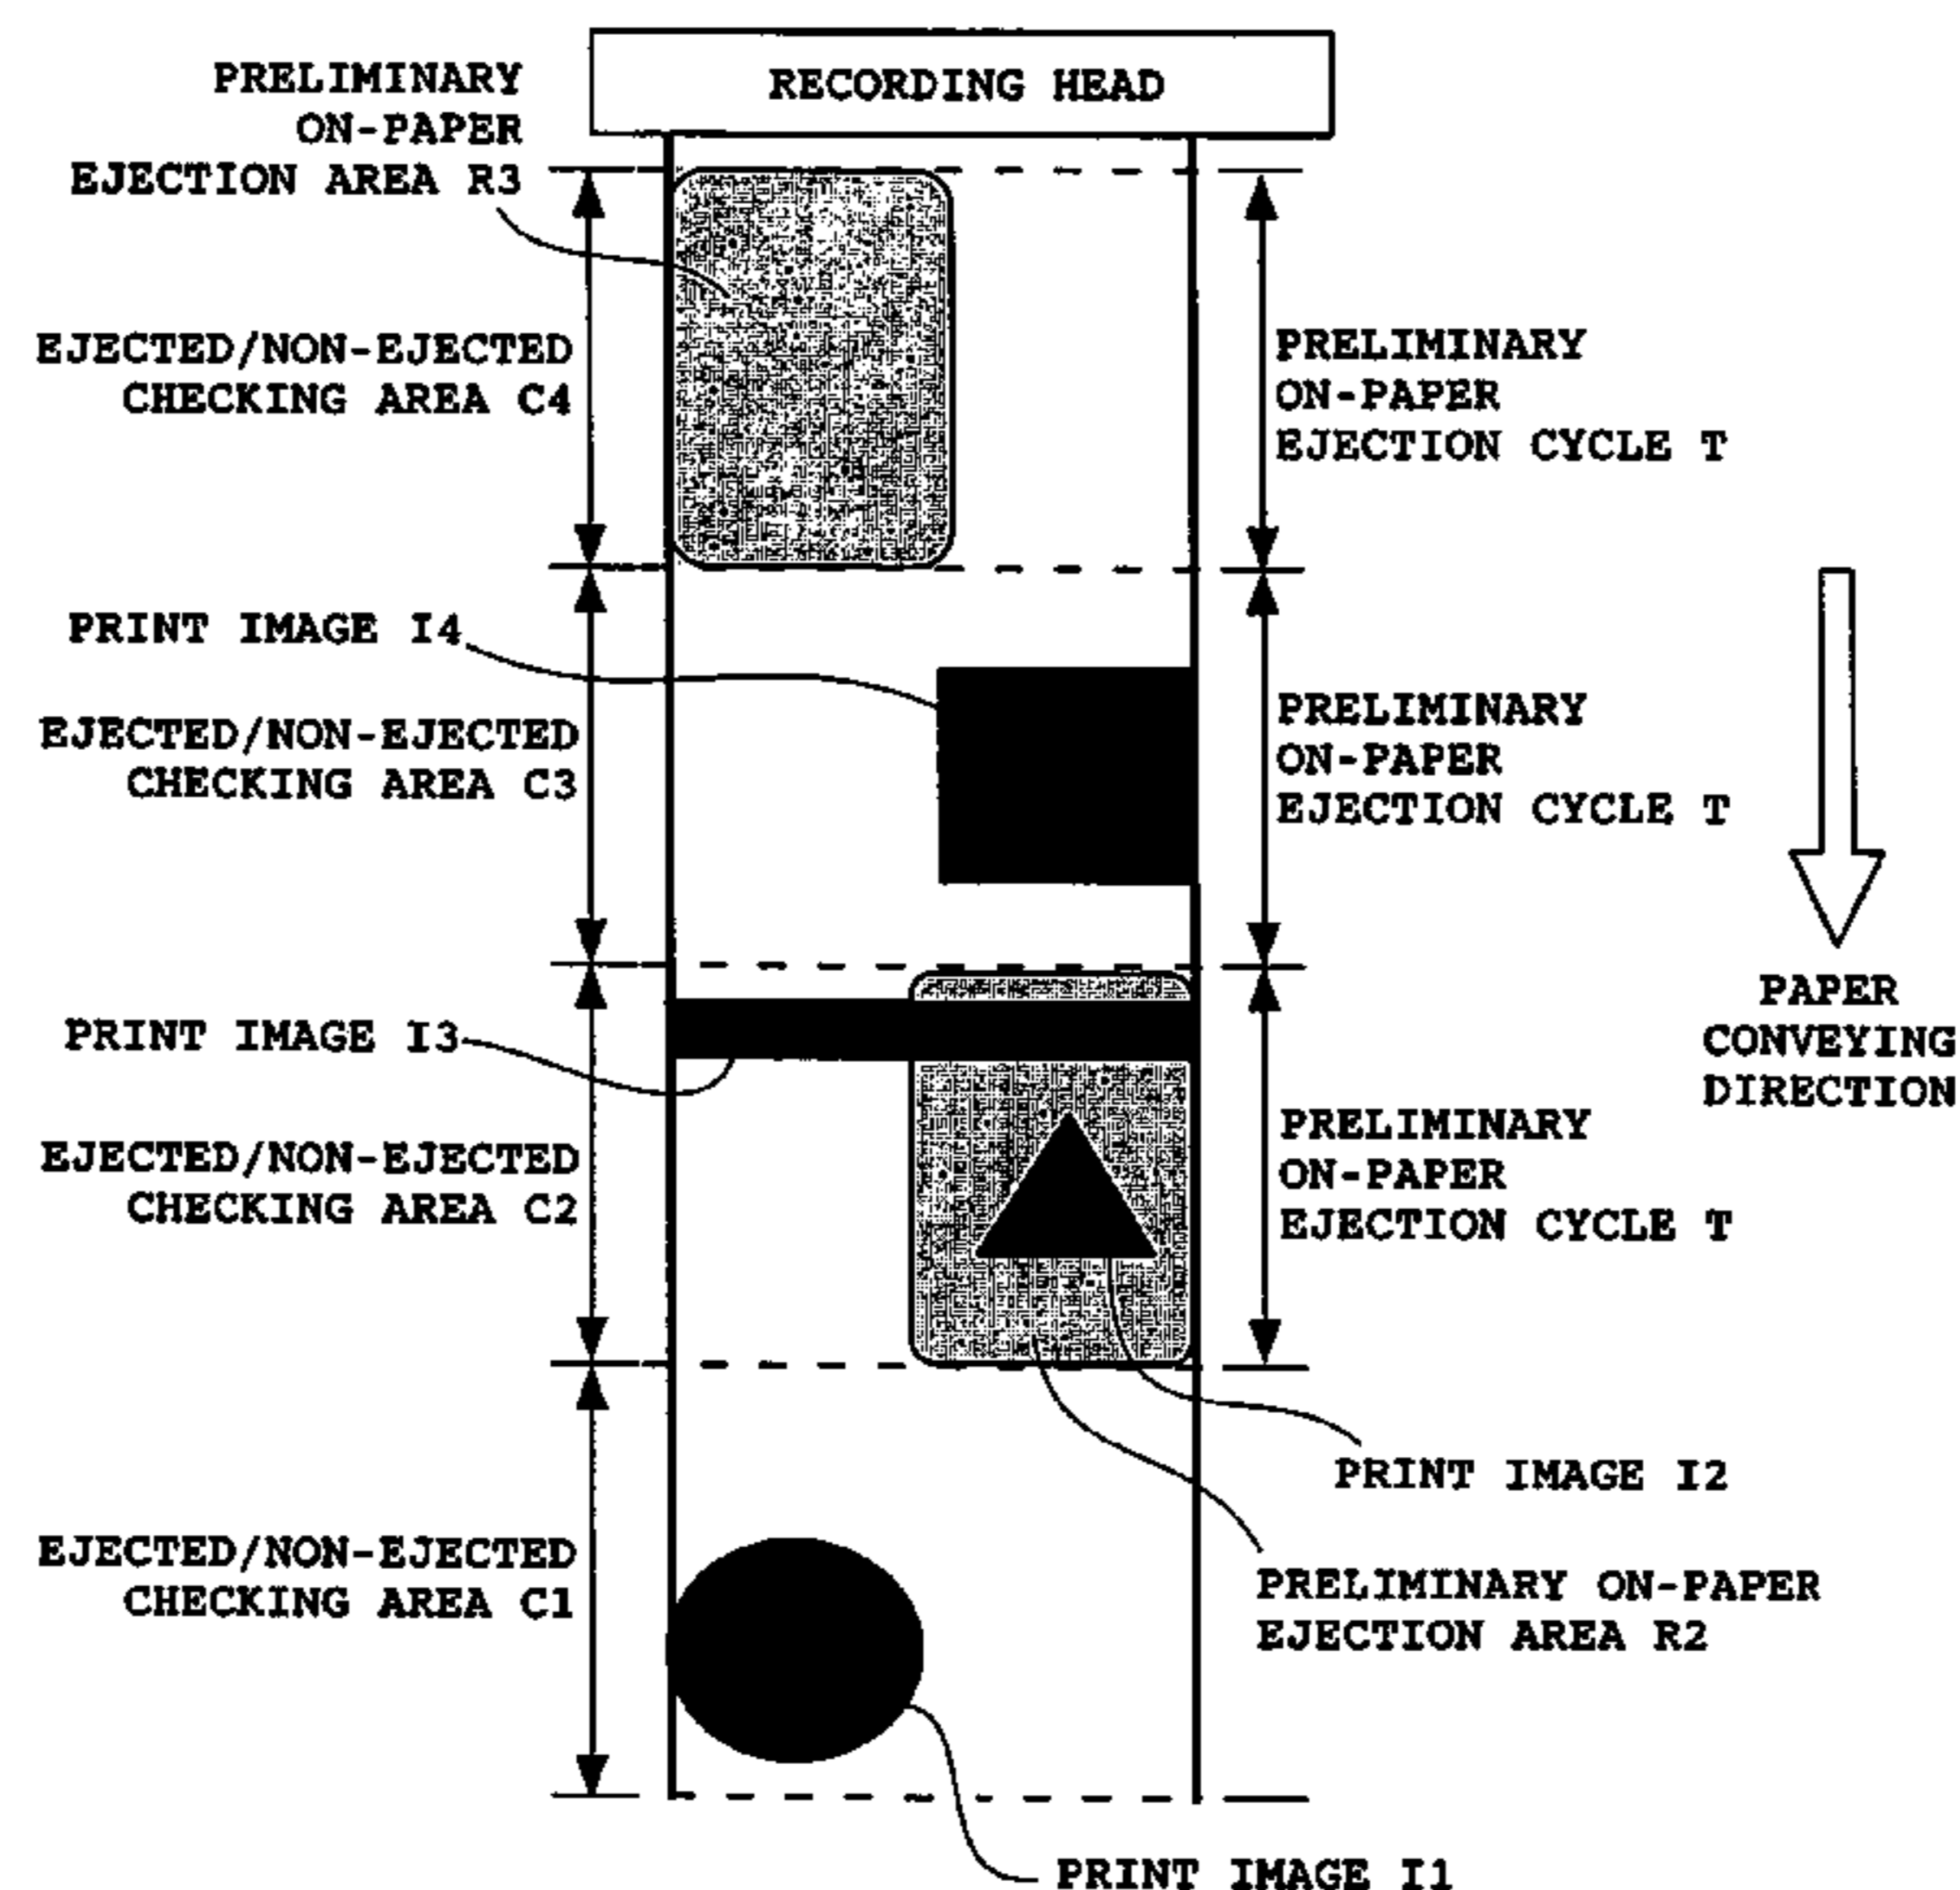 RECORDING HEAD
PRELIMINARY
ON-PAPER
EJECTION AREA R3
EJECTED/NON-EJECTED
CHECKING AREA C4
PRELIMINARY
ON-PAPER
EJECTION CYCLE T
PRINT IMAGE I4
EJECTED/NON-EJECTED
CHECKING AREA C3
PRELIMINARY
ON-PAPER
EJECTION CYCLE T
PAPER
CONVEYING
DIRECTION
PRINT IMAGE I3
EJECTED/NON-EJECTED
CHECKING AREA C2
PRELIMINARY
ON-PAPER
EJECTION CYCLE T
PRINT IMAGE I2
PRELIMINARY ON-PAPER
EJECTION AREA R2
EJECTED/NON-EJECTED
CHECKING AREA C1
PRINT IMAGE I1